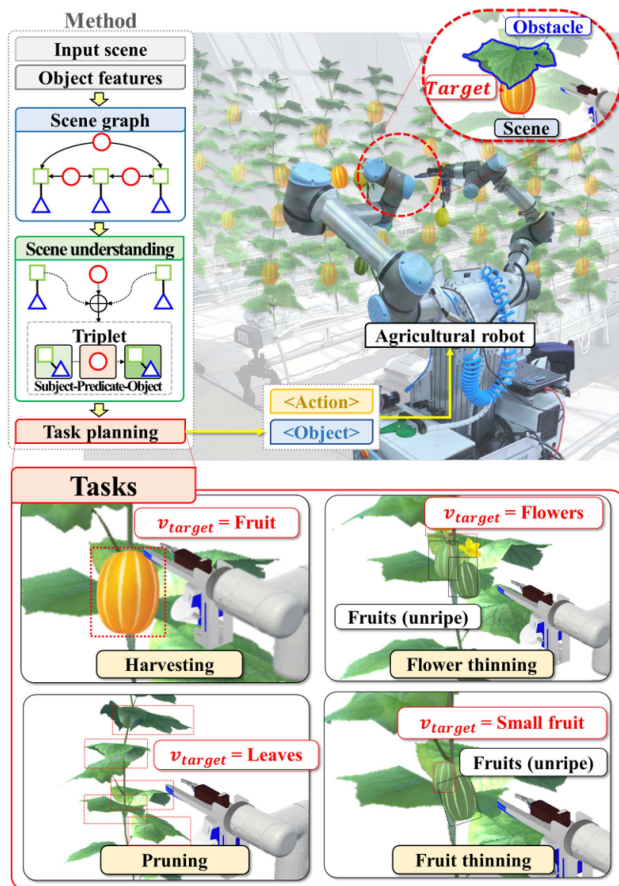 Method
Input scene
Object features
Scene graph
Scene understanding
Triplet
Subject-Predicate-Object
Task planning
Obstacle
Target
Scene
Agricultural robot
<Action>
<Object>
Tasks
v_target = Fruit
Harvesting
v_target = Flowers
Fruits (unripe)
Flower thinning
v_target = Leaves
Pruning
v_target = Small fruit
Fruits (unripe)
Fruit thinning